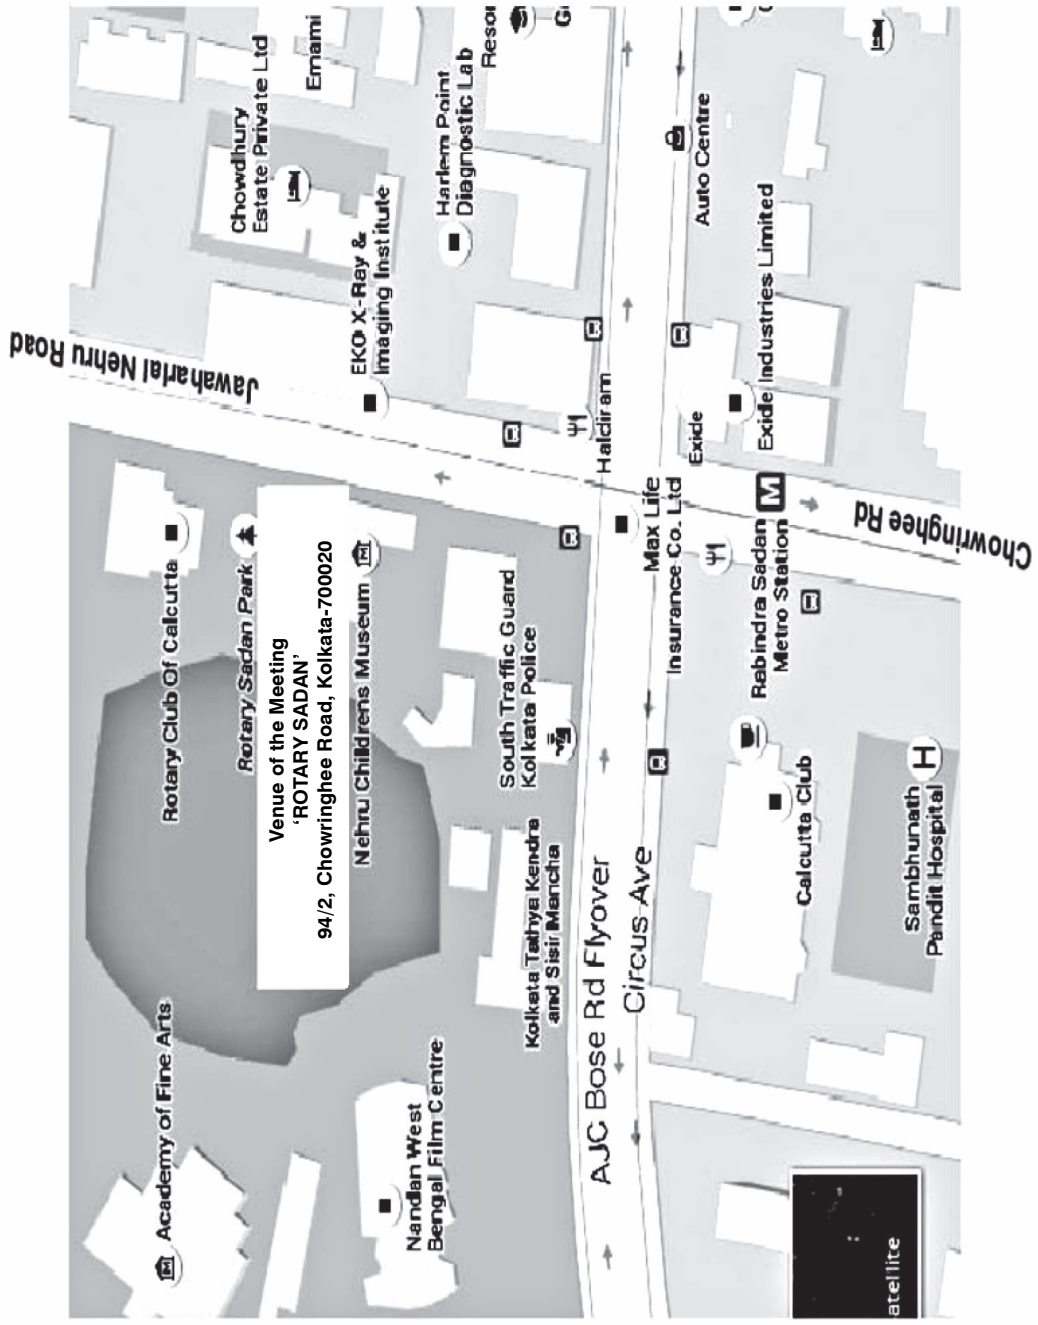 Academy of Fine Arts
Rotary Club Of Calcutta
Rotary Sadan Park
Venue of the Meeting
‘ROTARY SADAN’
94/2, Chowringhee Road, Kolkata-700020
Nehru Childrens Museum
Jawaharlal Nehru Road
Chowdhury
Estate Private Ltd
Emami
EKO X-Ray &
Imaging Institute
Harlem Point
Diagnostic Lab
Nandan West
Bengal Film Centre
South Traffic Guard
Kolkata Police
Kolkata Tathya Kendra
and Sisir Mancha
Haldiram
AJC Bose Rd Flyover
Circus Ave
Max Life
Insurance Co. Ltd
Exide
Auto Centre
Exide Industries Limited
M
Rabindra Sadan
Metro Station
Calcutta Club
Chowringhee Rd
H
Sambhunath
Pandit Hospital
atellite